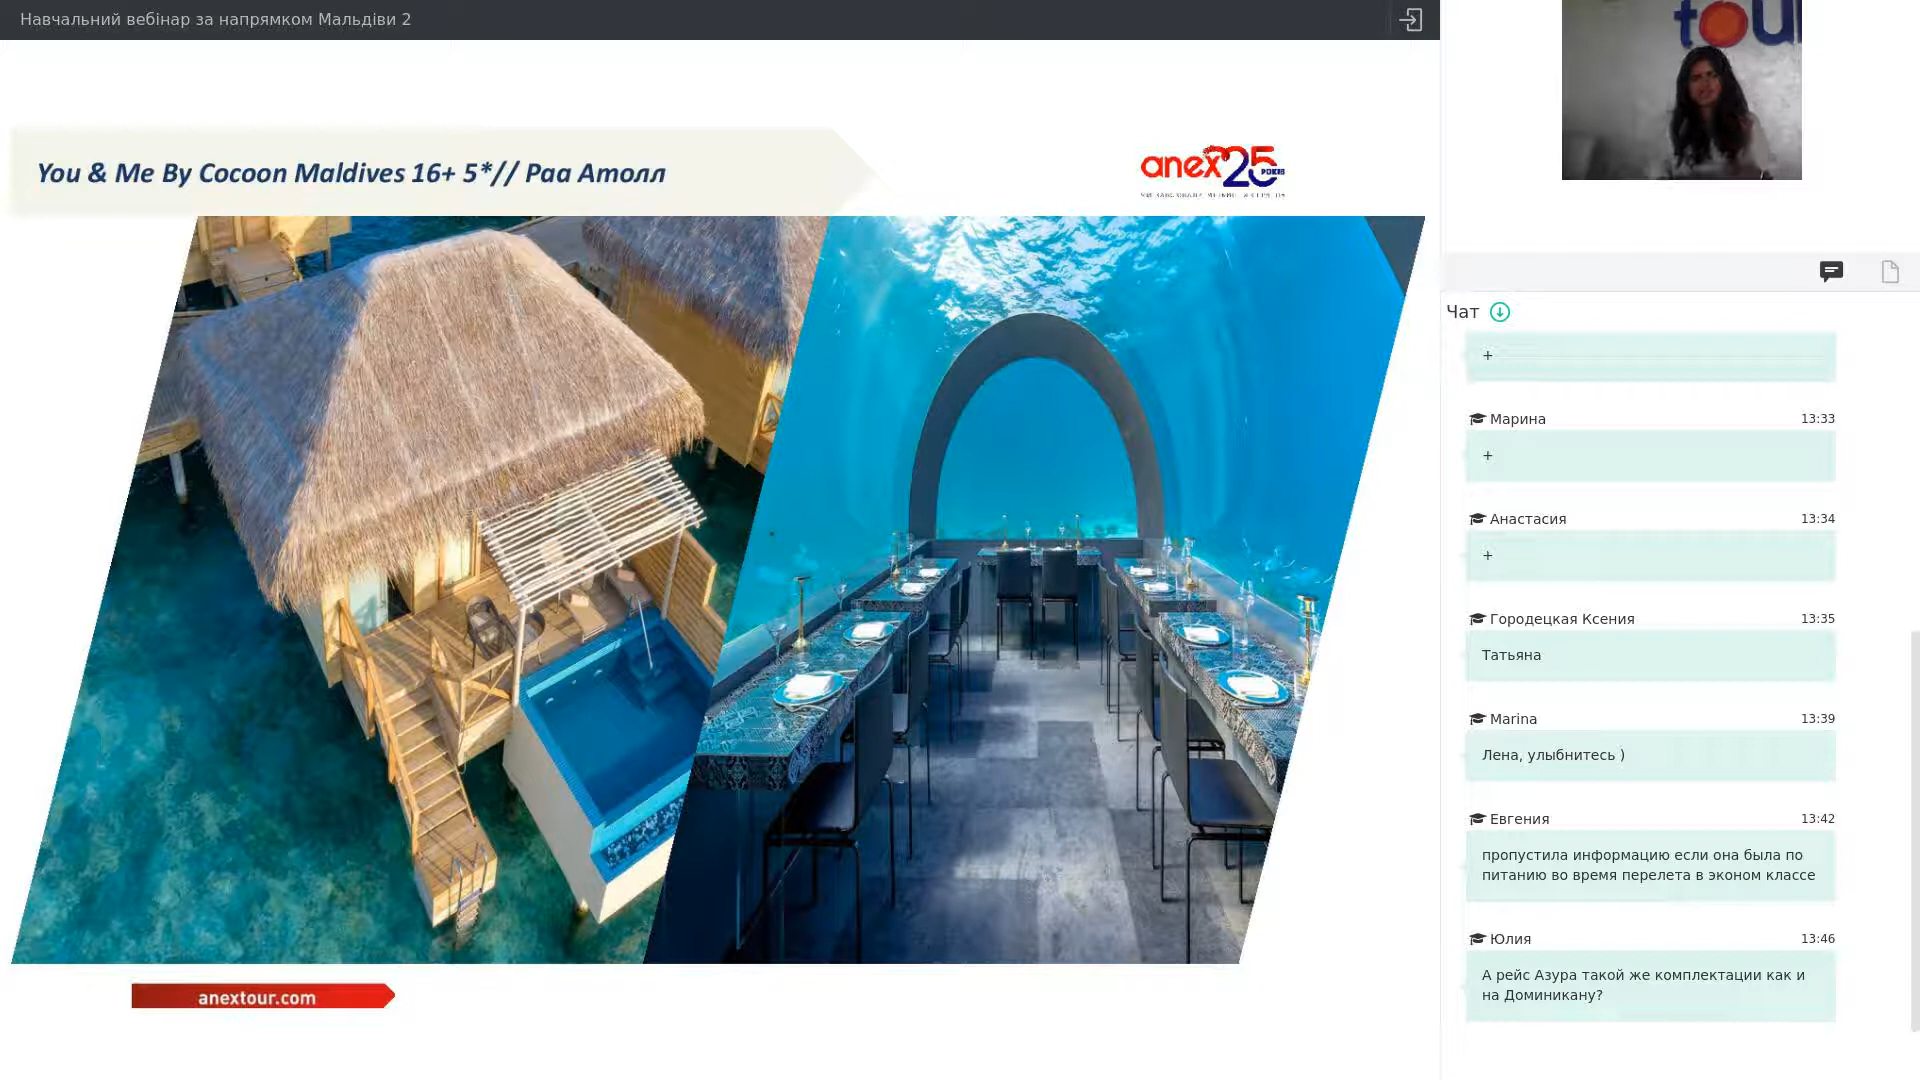 Навчальний вебінар за напрямком Мальдіви 2
tou
You & Me By Cocoon Maldives 16+ 5*// Раа Атолл
anex25
РОКІВ
anextour.com
Чат
+
Марина 13:33
+
Анастасия 13:34
+
Городецкая Ксения 13:35
Татьяна
Marina 13:39
Лена, улыбнитесь )
Евгения 13:42
пропустила информацию если она была по
питанию во время перелета в эконом классе
Юлия 13:46
А рейс Азура такой же комплектации как и
на Доминикану?